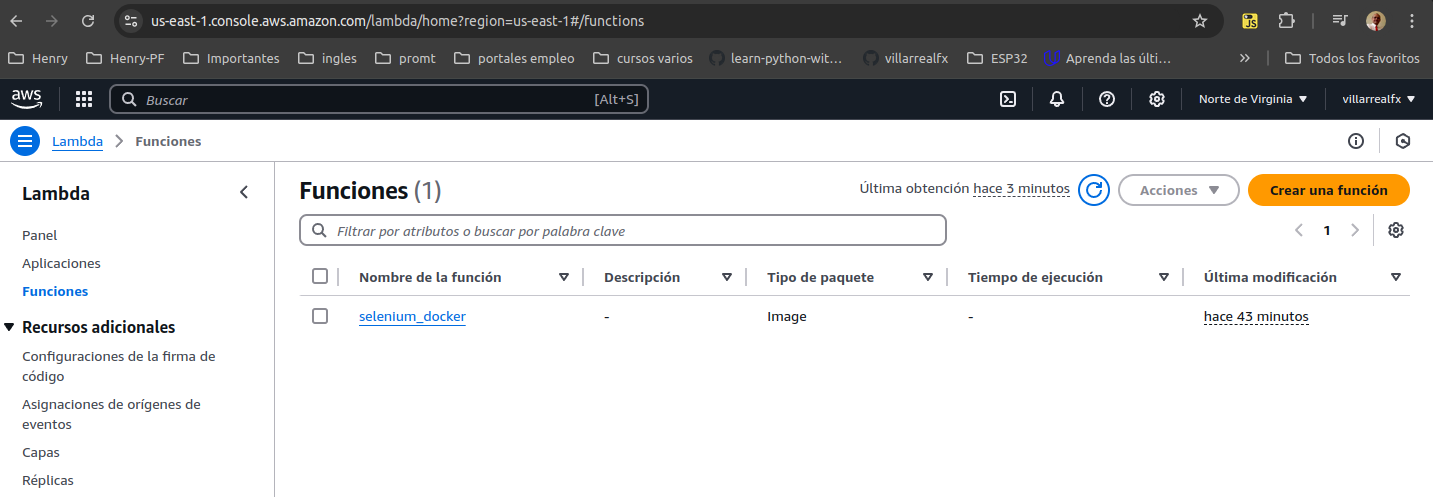 us-east-1.console.aws.amazon.com/lambda/home?region=us-east-1#/functions
JS
Henry Henry-PF Importantes ingles promt portales empleo cursos varios learn-python-wit... villarrealfx ESP32 Aprenda las últi... » Todos los favoritos
aws Buscar [Alt+S] Norte de Virginia villarrealfx
Lambda Funciones
Lambda
Panel
Aplicaciones
Funciones
Recursos adicionales
Configuraciones de la firma de
código
Asignaciones de orígenes de
eventos
Capas
Réplicas
Funciones (1) Última obtención hace 3 minutos Acciones Crear una función
Filtrar por atributos o buscar por palabra clave 1
Nombre de la función Descripción Tipo de paquete Tiempo de ejecución Última modificación
selenium_docker - Image - hace 43 minutos